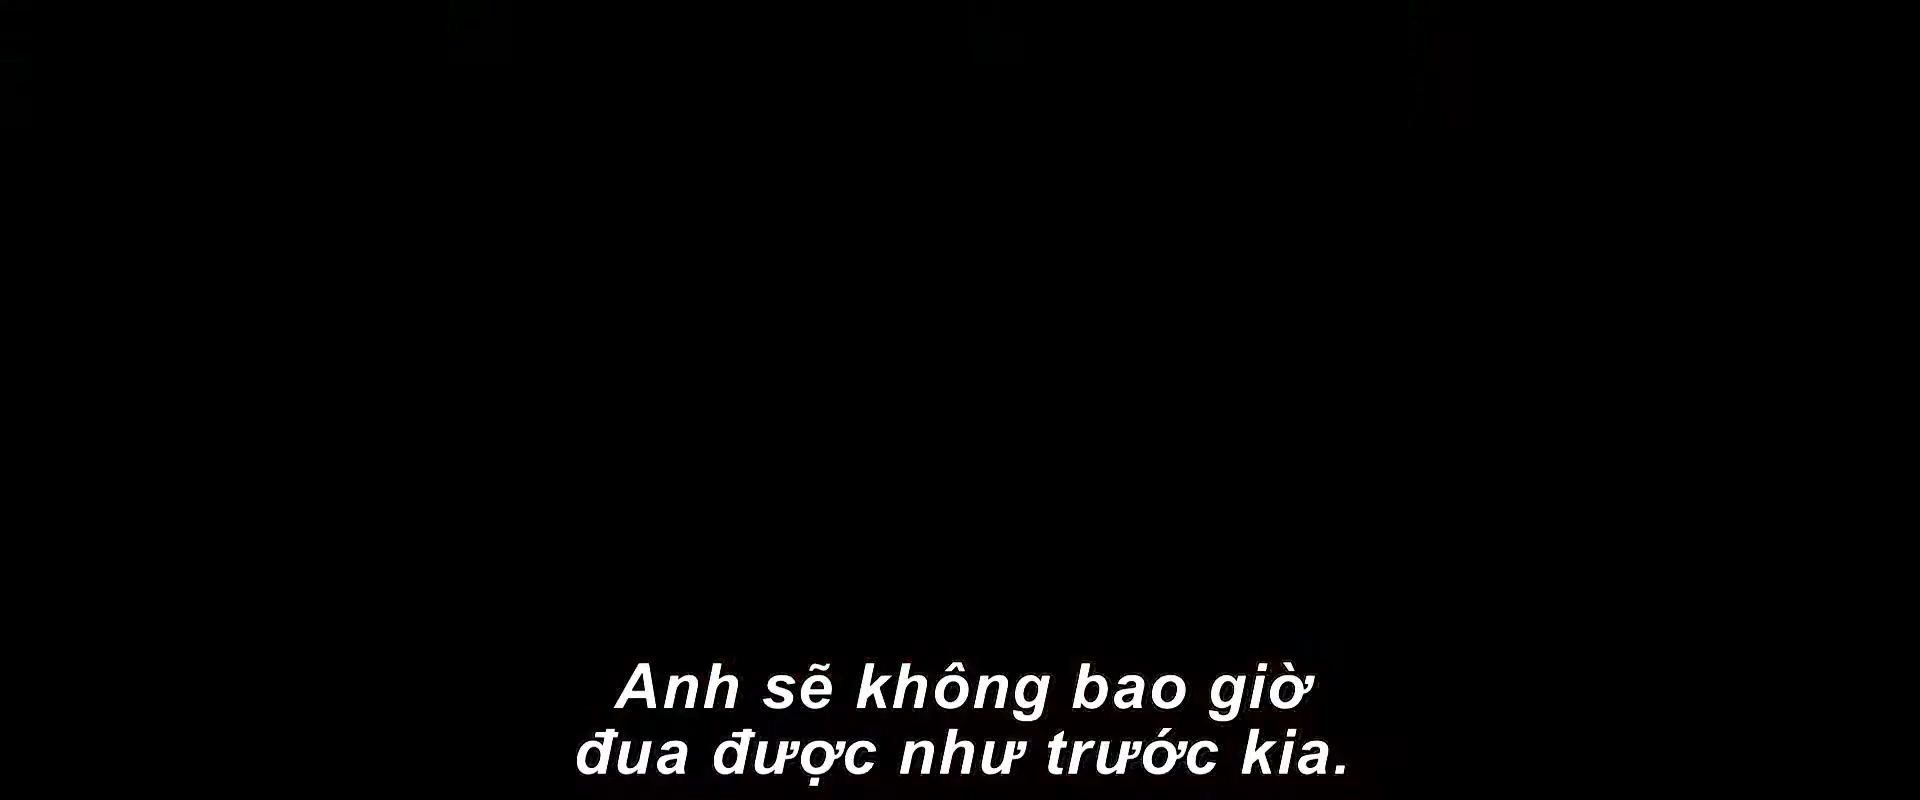 Anh sẽ không bao giờ
đua được như trước kia.